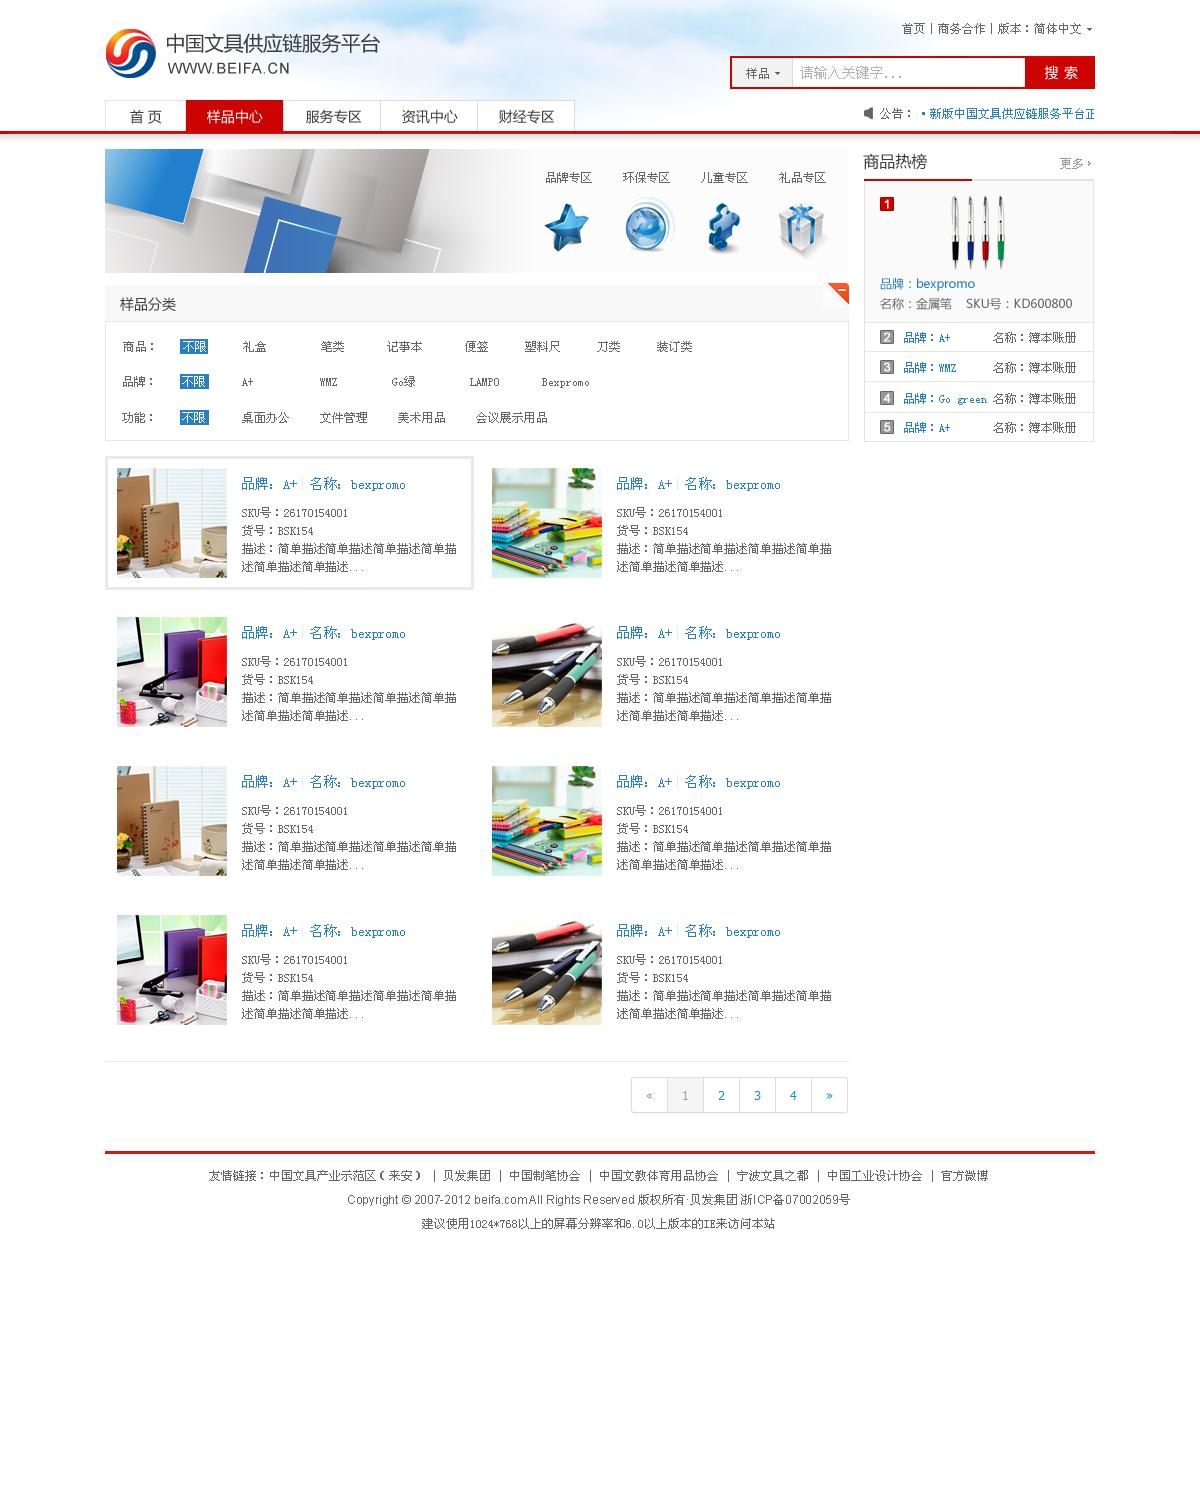 首页 | 商务合作 | 版本：简体中文
中国文具供应链服务平台
WWW.BEIFA.CN
样品 请输入关键字... 搜 索
首 页 样品中心 服务专区 资讯中心 财经专区
公告： • 新版中国文具供应链服务平台正
品牌专区 环保专区 儿童专区 礼品专区
商品热榜 更多 ›
1
品牌：bexpromo
名称：金属笔 SKU号：KD600800
2 品牌：A+ 名称：簿本账册
3 品牌：WMZ 名称：簿本账册
4 品牌：Go green 名称：簿本账册
5 品牌：A+ 名称：簿本账册
样品分类
商品： 不限 礼盒 笔类 记事本 便签 塑料尺 刀类 装订类
品牌： 不限 A+ WMZ Go绿 LAMPO Bexpromo
功能： 不限 桌面办公 文件管理 美术用品 会议展示用品
品牌：A+ | 名称：bexpromo
SKU号：26170154001
货号：BSK154
描述：简单描述简单描述简单描述简单描
述简单描述简单描述...
品牌：A+ | 名称：bexpromo
SKU号：26170154001
货号：BSK154
描述：简单描述简单描述简单描述简单描
述简单描述简单描述...
品牌：A+ | 名称：bexpromo
SKU号：26170154001
货号：BSK154
描述：简单描述简单描述简单描述简单描
述简单描述简单描述...
品牌：A+ | 名称：bexpromo
SKU号：26170154001
货号：BSK154
描述：简单描述简单描述简单描述简单描
述简单描述简单描述...
品牌：A+ | 名称：bexpromo
SKU号：26170154001
货号：BSK154
描述：简单描述简单描述简单描述简单描
述简单描述简单描述...
品牌：A+ | 名称：bexpromo
SKU号：26170154001
货号：BSK154
描述：简单描述简单描述简单描述简单描
述简单描述简单描述...
品牌：A+ | 名称：bexpromo
SKU号：26170154001
货号：BSK154
描述：简单描述简单描述简单描述简单描
述简单描述简单描述...
品牌：A+ | 名称：bexpromo
SKU号：26170154001
货号：BSK154
描述：简单描述简单描述简单描述简单描
述简单描述简单描述...
« 1 2 3 4 »
友情链接：中国文具产业示范区（来安） | 贝发集团 | 中国制笔协会 | 中国文教体育用品协会 | 宁波文具之都 | 中国工业设计协会 | 官方微博
Copyright © 2007-2012 beifa.comAll Rights Reserved 版权所有·贝发集团 浙ICP备07002059号
建议使用1024*768以上的屏幕分辨率和6.0以上版本的IE来访问本站